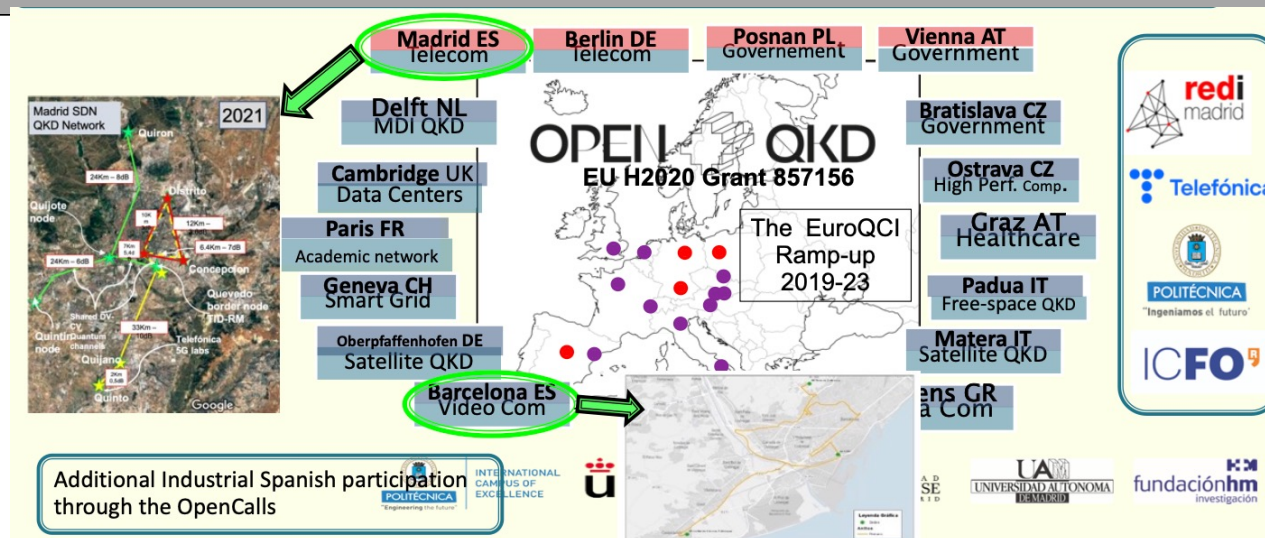 Madrid ES
Telecom
Berlin DE
Telecom
Posnan PL
Governement
Vienna AT
Government
Madrid SDN
QKD Network
2021
Quiron
24Km – 8dB
Distrito
Quijote
node
12Km –
6.4Km – 7dB
24Km – 6dB
Concepcion
Quevedo
border node
TID-RM
Shared DV-
CV
Quantum
channels
Quintin
node
33Km –
Telefónica
5G labs
Quijano
Quinto
Google
Delft NL
MDI QKD
Cambridge UK
Data Centers
Paris FR
Academic network
Geneva CH
Smart Grid
Oberpfaffenhofen DE
Satellite QKD
Barcelona ES
Video Com
OPEN QKD
EU H2020 Grant 857156
The EuroQCI
Ramp-up
2019-23
Bratislava CZ
Government
Ostrava CZ
High Perf. Comp.
Graz AT
Healthcare
Padua IT
Free-space QKD
Matera IT
Satellite QKD
ens GR
a Com
redi
madrid
Telefónica
POLITÉCNICA
"Ingeniamos el futuro"
ICFO
Additional Industrial Spanish participation
through the OpenCalls
POLITÉCNICA
"Engineering the future"
INTERNATIONAL
CAMPUS OF
EXCELLENCE
u
UAM
UNIVERSIDAD AUTONOMA
DE MADRID
fundaciónhm
investigación
Leyenda Gráfica